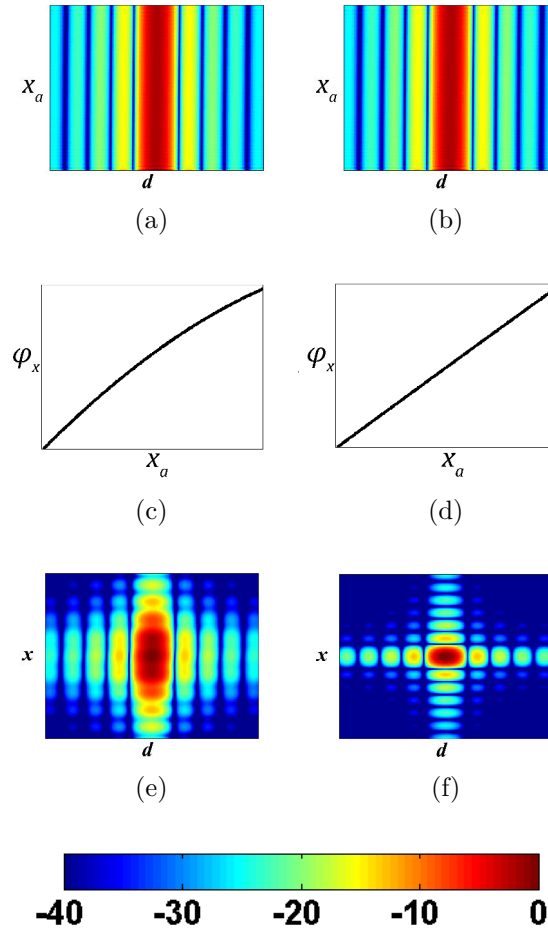 x_a x_a
d d
(a) (b)
φ_x φ_x
x_a x_a
(c) (d)
x x
d d
(e) (f)
-40 -30 -20 -10 0